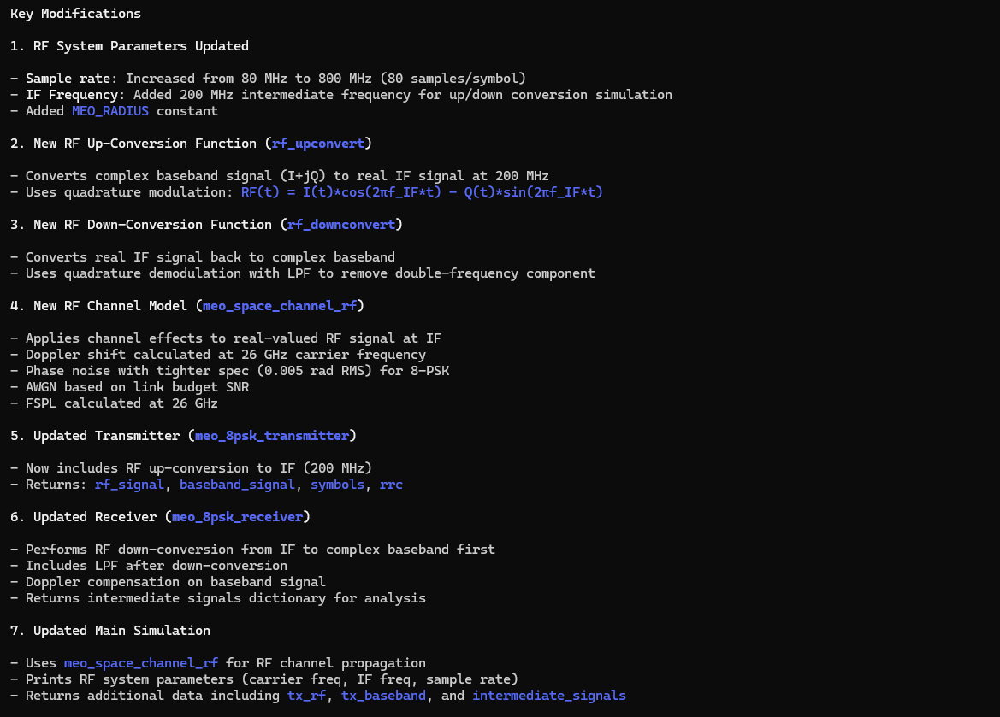 Key Modifications
1. RF System Parameters Updated
– Sample rate: Increased from 80 MHz to 800 MHz (80 samples/symbol)
– IF Frequency: Added 200 MHz intermediate frequency for up/down conversion simulation
– Added MEO_RADIUS constant
2. New RF Up-Conversion Function (rf_upconvert)
– Converts complex baseband signal (I+jQ) to real IF signal at 200 MHz
– Uses quadrature modulation: RF(t) = I(t)*cos(2πf_IF*t) - Q(t)*sin(2πf_IF*t)
3. New RF Down-Conversion Function (rf_downconvert)
– Converts real IF signal back to complex baseband
– Uses quadrature demodulation with LPF to remove double-frequency component
4. New RF Channel Model (meo_space_channel_rf)
– Applies channel effects to real-valued RF signal at IF
– Doppler shift calculated at 26 GHz carrier frequency
– Phase noise with tighter spec (0.005 rad RMS) for 8-PSK
– AWGN based on link budget SNR
– FSPL calculated at 26 GHz
5. Updated Transmitter (meo_8psk_transmitter)
– Now includes RF up-conversion to IF (200 MHz)
– Returns: rf_signal, baseband_signal, symbols, rrc
6. Updated Receiver (meo_8psk_receiver)
– Performs RF down-conversion from IF to complex baseband first
– Includes LPF after down-conversion
– Doppler compensation on baseband signal
– Returns intermediate signals dictionary for analysis
7. Updated Main Simulation
– Uses meo_space_channel_rf for RF channel propagation
– Prints RF system parameters (carrier freq, IF freq, sample rate)
– Returns additional data including tx_rf, tx_baseband, and intermediate_signals